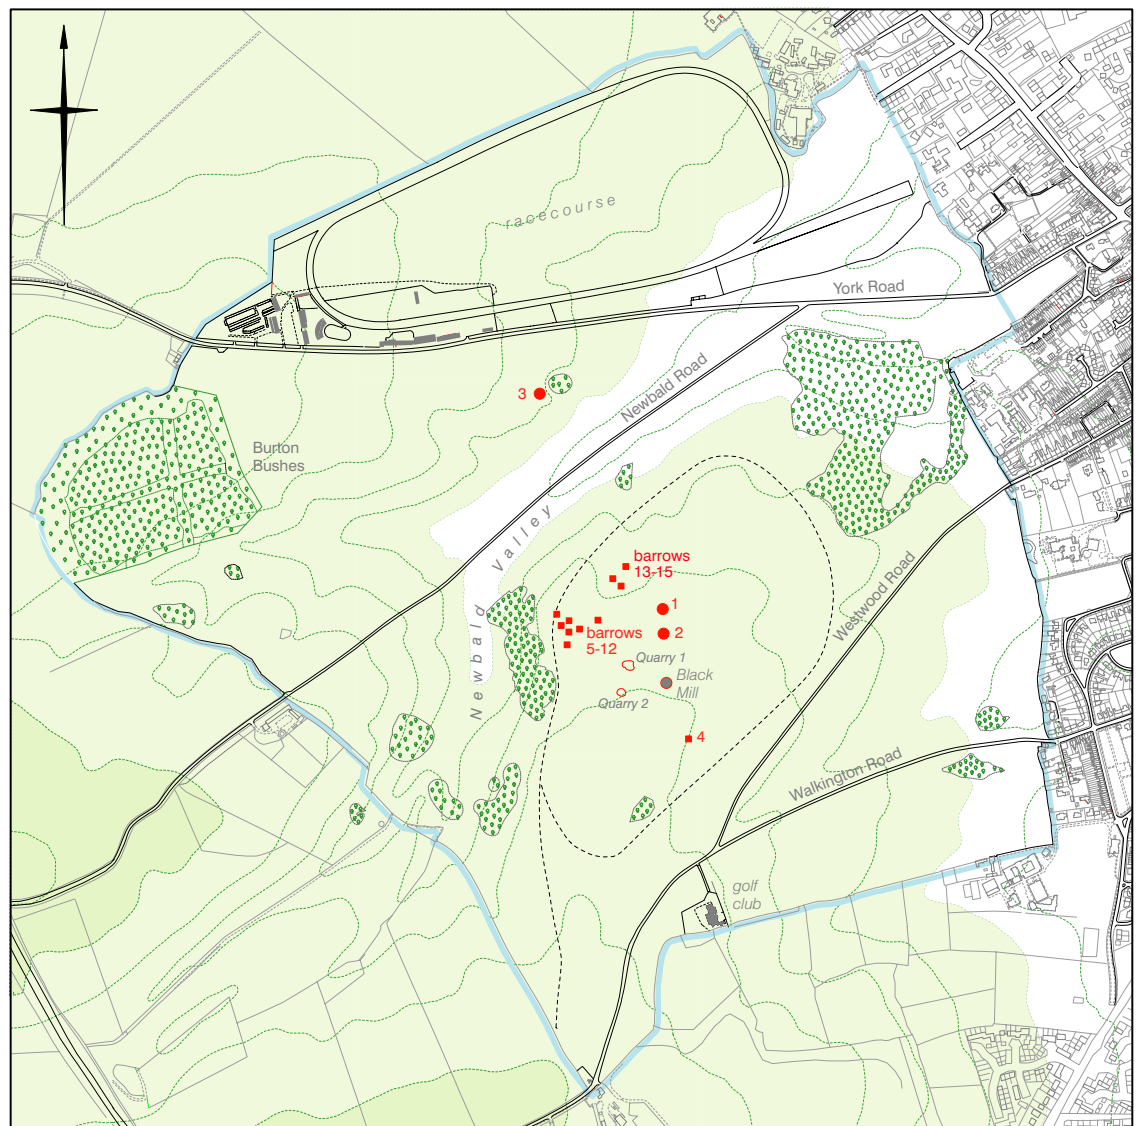 racecourse
York Road
3
Newbald Road
Burton
Bushes
Newbald Valley
barrows
13-15
1
2
barrows
5-12
Quarry 1
Black
Mill
Quarry 2
4
Westwood Road
Walkington Road
golf
club